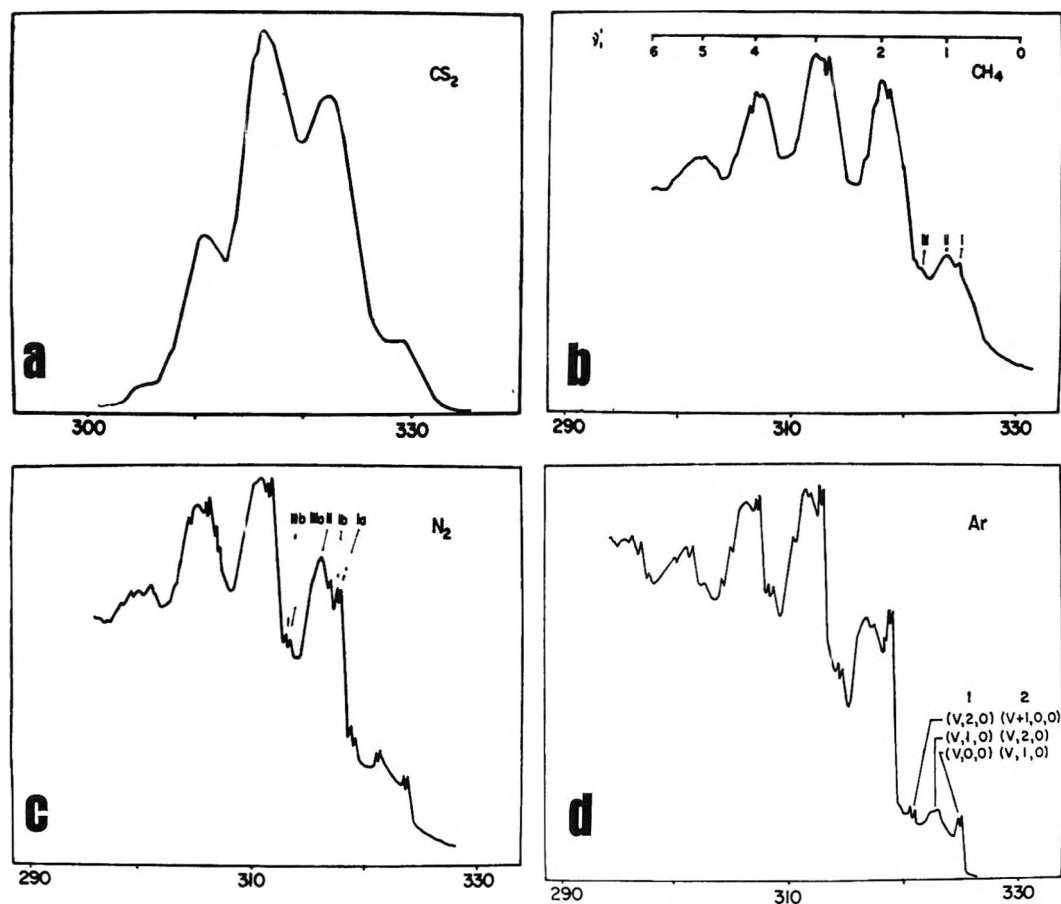 CS₂
a
300 330
ν₁' 6 5 4 3 2 1 0
CH₄
III II I
b
290 310 330
N₂
IIIb IIIa II Ib Ia
c
290 310 330
Ar
1 2
(V,2,0) (V+1,0,0)
(V,1,0) (V,2,0)
(V,0,0) (V,1,0)
d
290 310 330